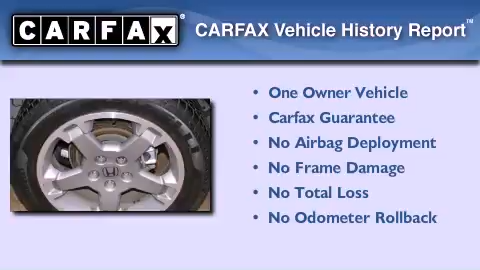 CARFAX® CARFAX Vehicle History Report™
• One Owner Vehicle
• Carfax Guarantee
• No Airbag Deployment
• No Frame Damage
• No Total Loss
• No Odometer Rollback